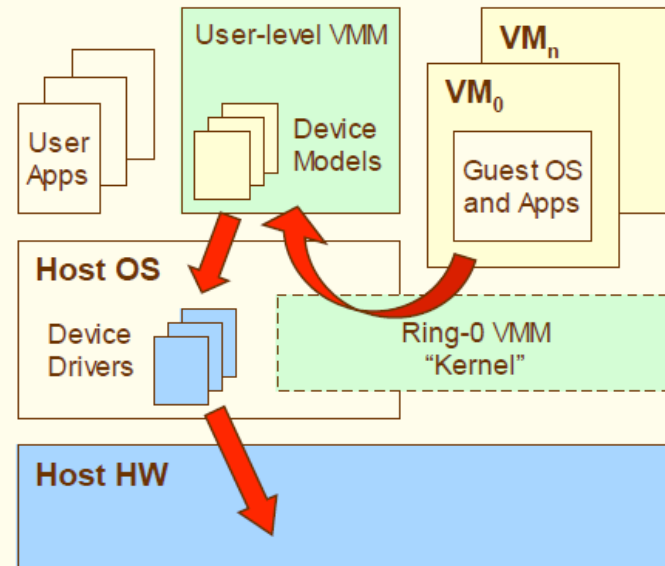 User-level VMM
Device
Models
User
Apps
VMₙ
VM₀
Guest OS
and Apps
Host OS
Device
Drivers
Ring-0 VMM
“Kernel”
Host HW